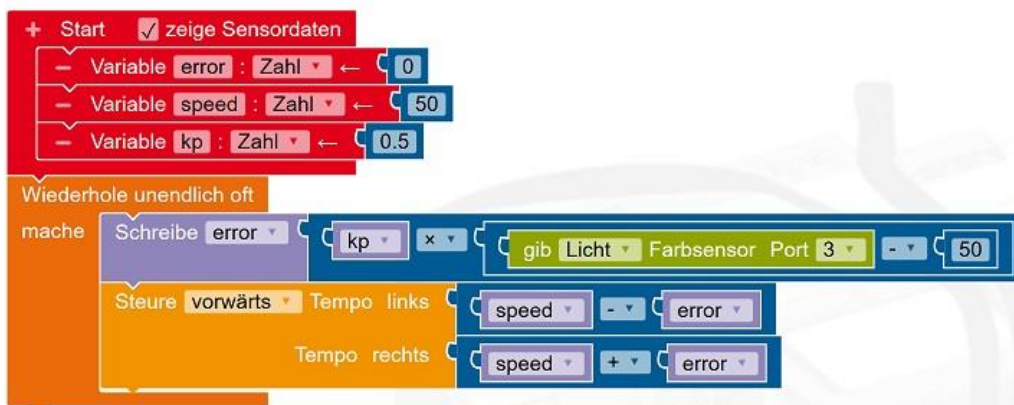 + Start ✓ zeige Sensordaten
– Variable error : Zahl ▾ ← 0
– Variable speed : Zahl ▾ ← 50
– Variable kp : Zahl ▾ ← 0.5
Wiederhole unendlich oft
mache Schreibe error ▾ kp ▾ × ▾ gib Licht ▾ Farbsensor Port 3 ▾ - ▾ 50
Steure vorwärts ▾ Tempo links speed ▾ - ▾ error ▾
Tempo rechts speed ▾ + ▾ error ▾